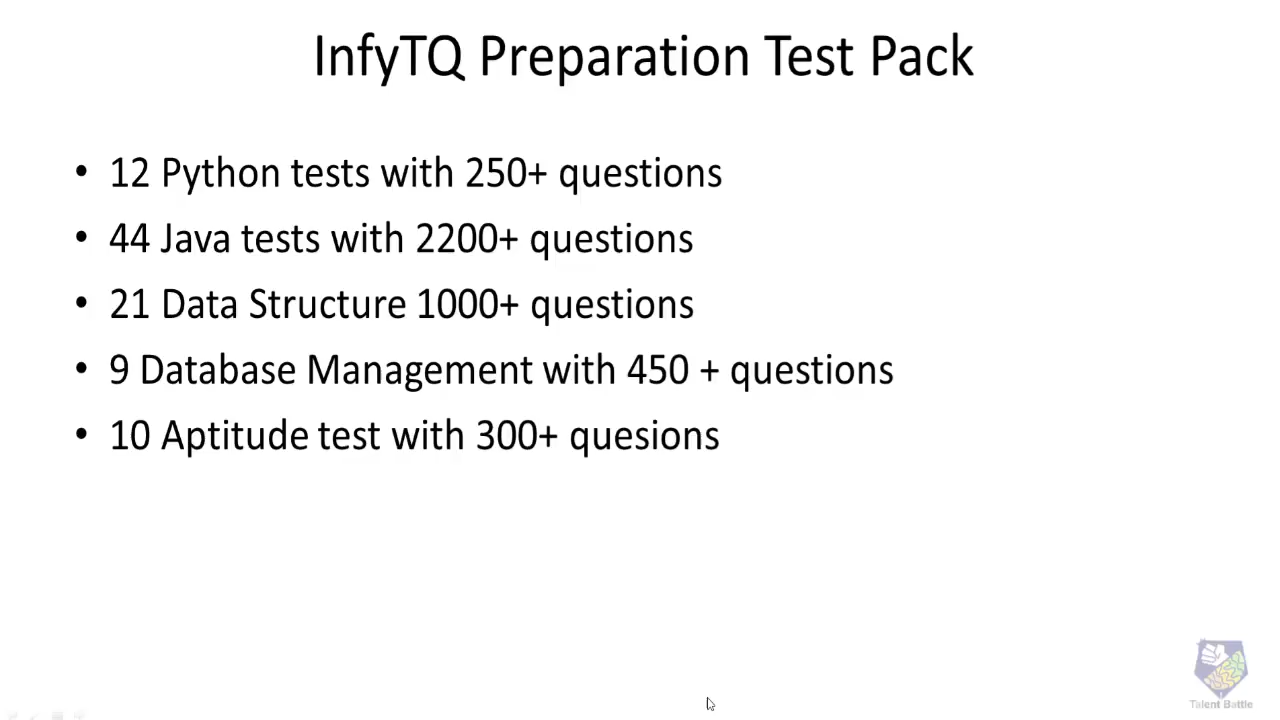 InfyTQ Preparation Test Pack
• 12 Python tests with 250+ questions
• 44 Java tests with 2200+ questions
• 21 Data Structure 1000+ questions
• 9 Database Management with 450 + questions
• 10 Aptitude test with 300+ quesions
Talent Battle